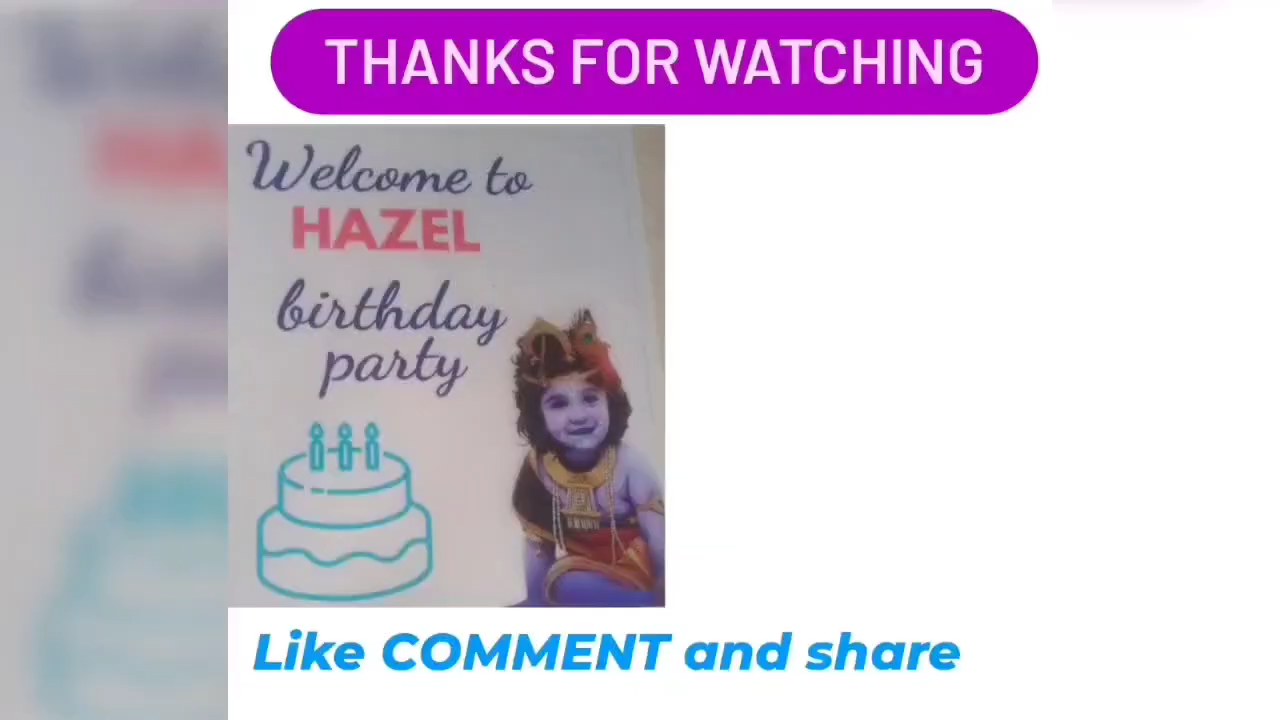 THANKS FOR WATCHING
Welcome to
HAZEL
birthday
party
Like COMMENT and share